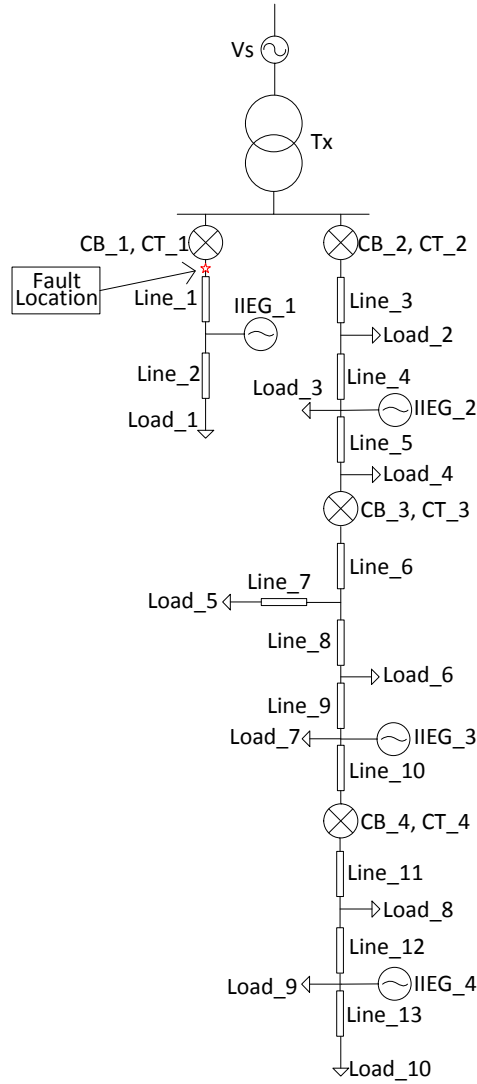 Vs
Tx
CB_1, CT_1
CB_2, CT_2
Fault
Location
Line_1
Line_3
IIEG_1
Load_2
Line_2
Line_4
Load_3
IIEG_2
Load_1
Line_5
Load_4
CB_3, CT_3
Line_6
Line_7
Load_5
Line_8
Load_6
Line_9
Load_7
IIEG_3
Line_10
CB_4, CT_4
Line_11
Load_8
Line_12
Load_9
IIEG_4
Line_13
Load_10